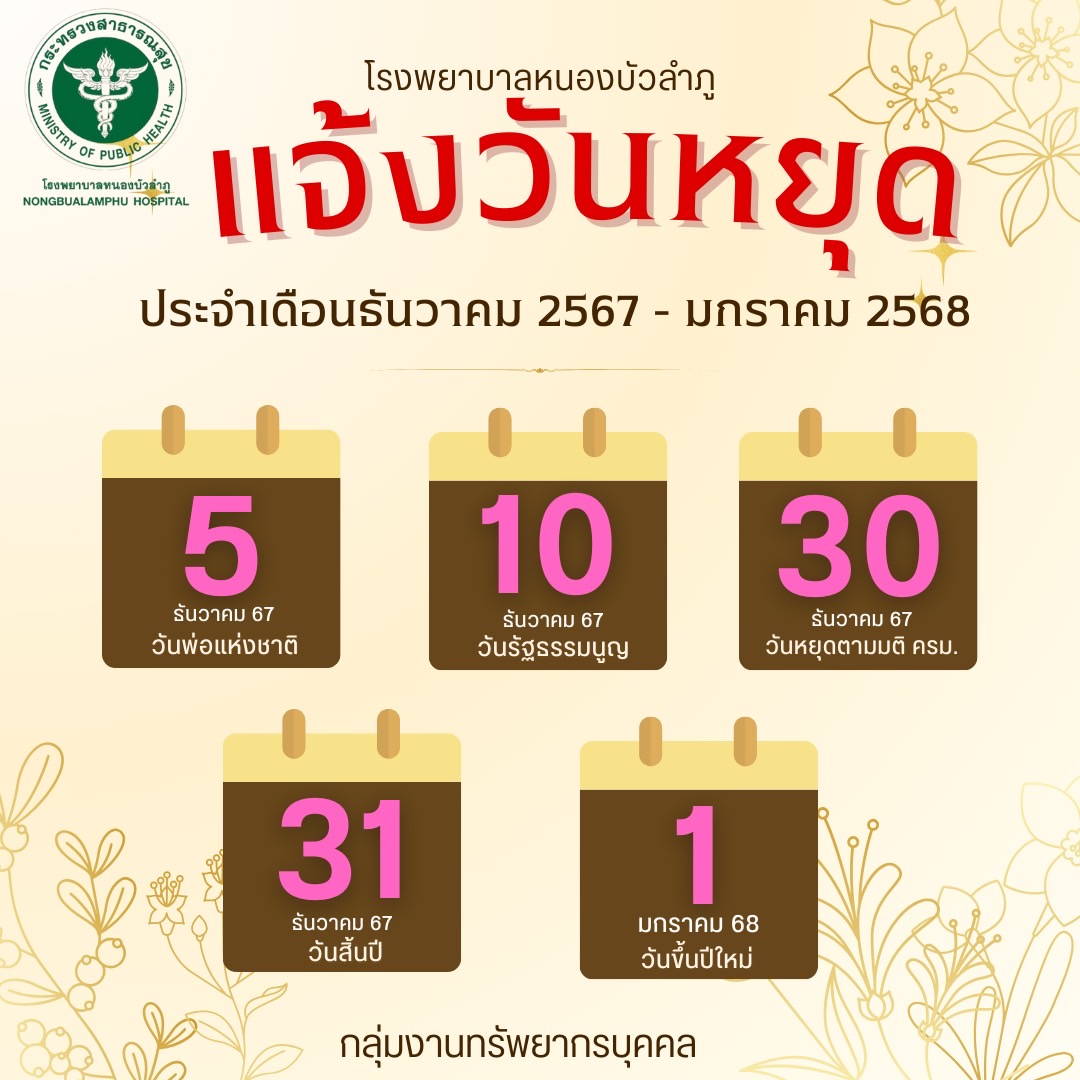 กระทรวงสาธารณสุข
MINISTRY OF PUBLIC HEALTH
โรงพยาบาลหนองบัวลำภู
NONGBUALAMPHU HOSPITAL
โรงพยาบาลหนองบัวลำภู
แจ้งวันหยุด
ประจำเดือนธันวาคม 2567 - มกราคม 2568
5
ธันวาคม 67
วันพ่อแห่งชาติ
10
ธันวาคม 67
วันรัฐธรรมนูญ
30
ธันวาคม 67
วันหยุดตามมติ ครม.
31
ธันวาคม 67
วันสิ้นปี
1
มกราคม 68
วันขึ้นปีใหม่
กลุ่มงานทรัพยากรบุคคล